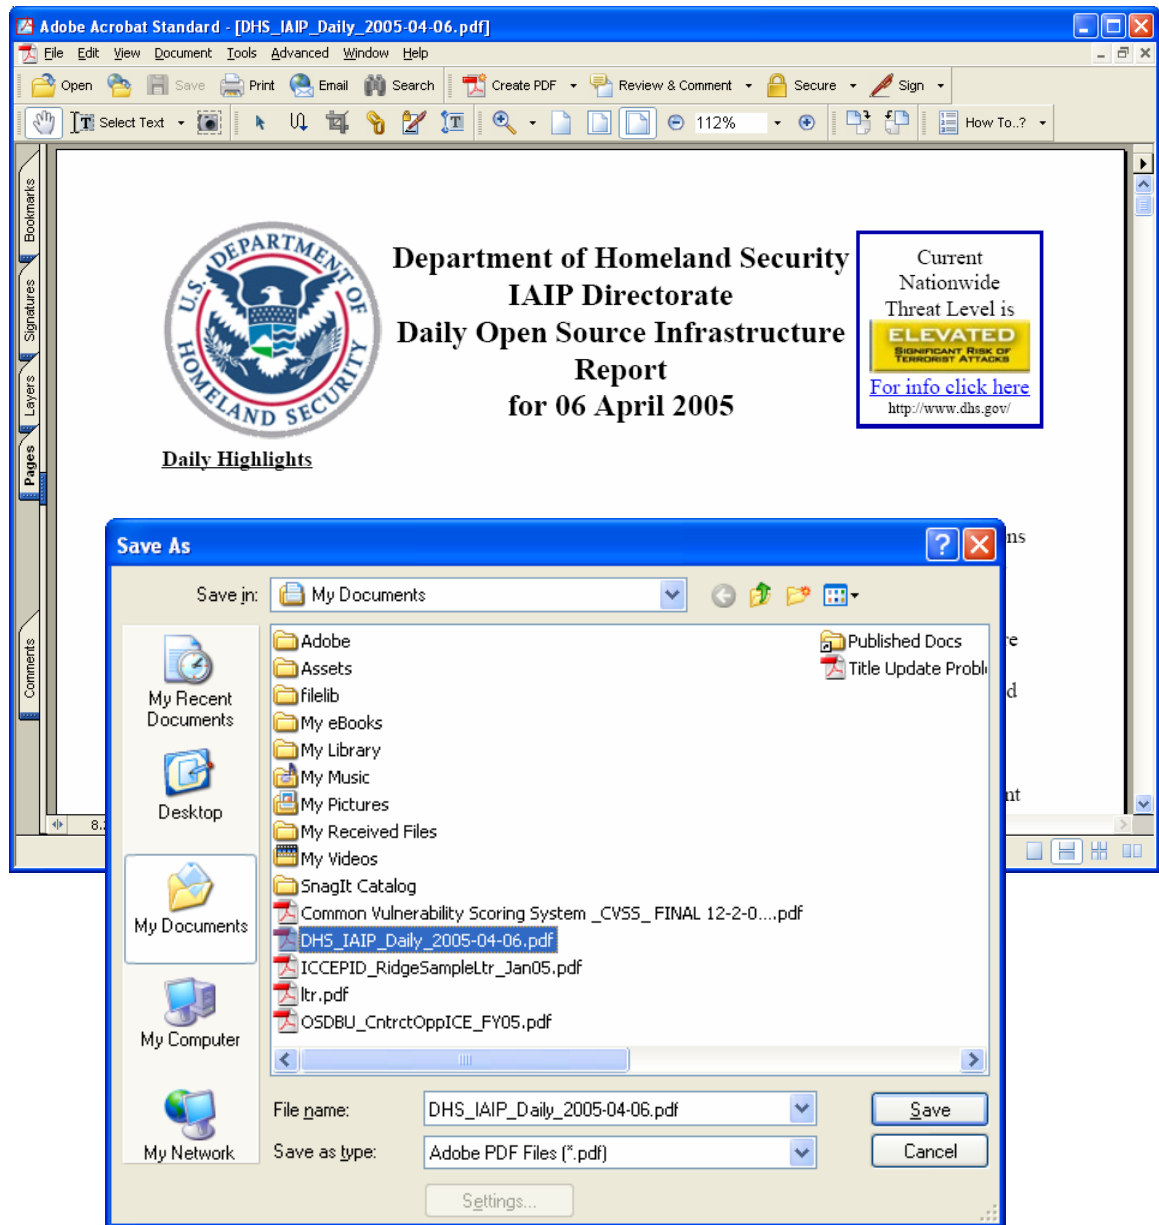 Adobe Acrobat Standard - [DHS_IAIP_Daily_2005-04-06.pdf]
File Edit View Document Tools Advanced Window Help
Open Save Print Email Search Create PDF Review & Comment Secure Sign
Select Text 112% How To..?
Bookmarks
Signatures
Layers
Pages
Comments
U.S. DEPARTMENT OF HOMELAND SECURITY
Department of Homeland Security
IAIP Directorate
Daily Open Source Infrastructure
Report
for 06 April 2005
Current
Nationwide
Threat Level is
ELEVATED
SIGNIFICANT RISK OF
TERRORIST ATTACKS
For info click here
http://www.dhs.gov/
Daily Highlights
ns
re
d
nt
8.
Save As
Save in: My Documents
My Recent
Documents
Desktop
My Documents
My Computer
My Network
Adobe
Assets
filelib
My eBooks
My Library
My Music
My Pictures
My Received Files
My Videos
SnagIt Catalog
Common Vulnerability Scoring System _CVSS_ FINAL 12-2-0....pdf
DHS_IAIP_Daily_2005-04-06.pdf
ICCEPID_RidgeSampleLtr_Jan05.pdf
ltr.pdf
OSDBU_CntrctOppICE_FY05.pdf
Published Docs
Title Update Probl
File name: DHS_IAIP_Daily_2005-04-06.pdf Save
Save as type: Adobe PDF Files (*.pdf) Cancel
Settings...